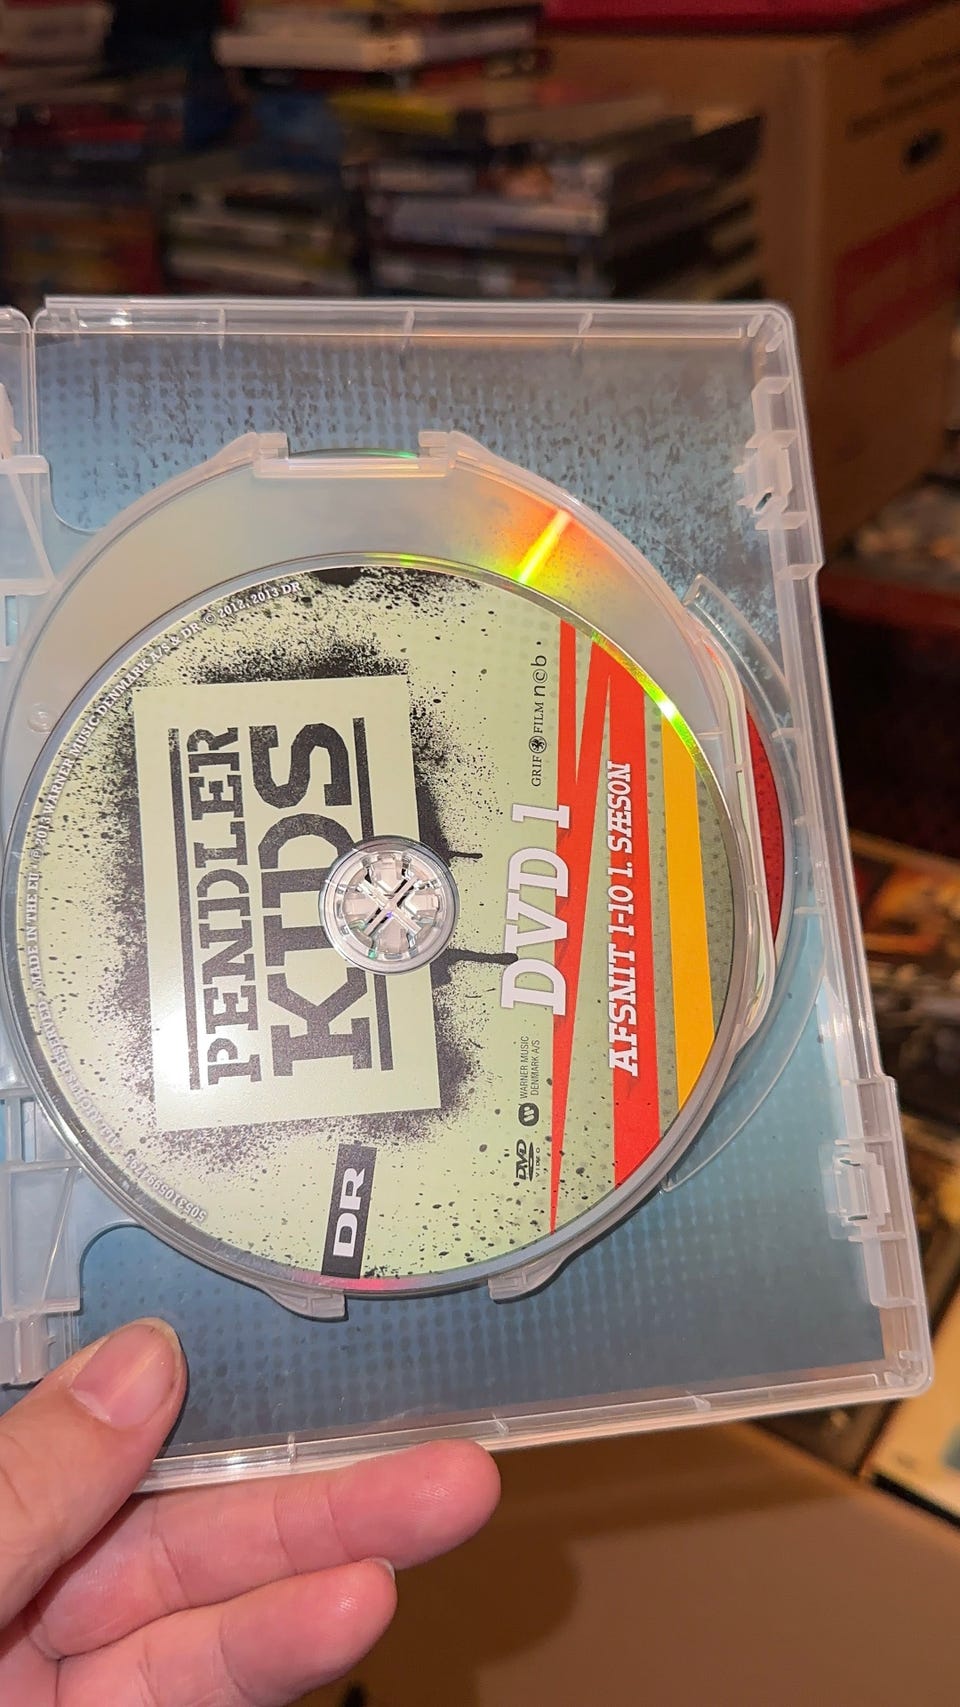 PENDLER
KIDS
DVD 1
AFSNIT 1-10 1. SÆSON
DR
DVD
VIDEO
WARNER MUSIC
DENMARK A/S
GRIF FILM
ncb
MADE IN THE EU
WARNER MUSIC DENMARK A/S & DR © 2012, 2013 DR